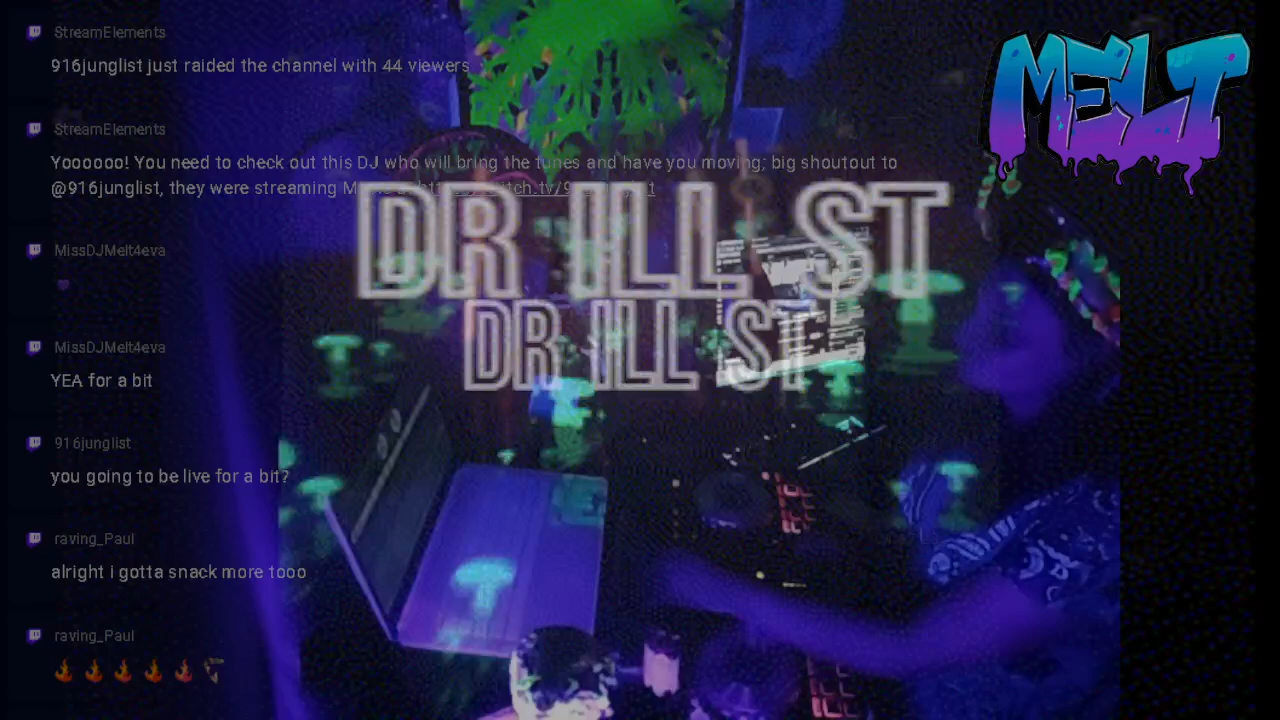 StreamElements
916junglist just raided the channel with 44 viewers
StreamElements
Yoooooo! You need to check out this DJ who will bring the tunes and have you moving; big shoutout to
@916junglist, they were streaming
MissDJMelt4eva
MissDJMelt4eva
YEA for a bit
916junglist
you going to be live for a bit?
raving_Paul
alright i gotta snack more tooo
raving_Paul
MELT
DR ILL ST
DR ILL ST